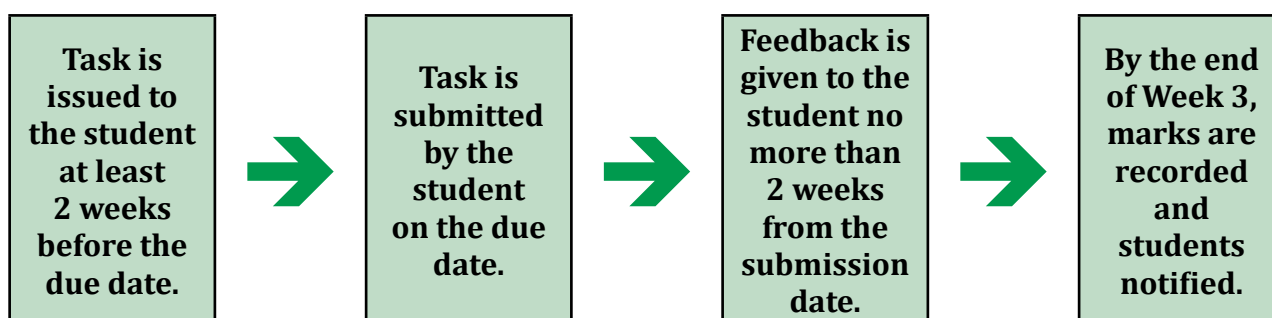 Task is
issued to
the student
at least
2 weeks
before the
due date.
Task is
submitted
by the
student
on the due
date.
Feedback is
given to the
student no
more than
2 weeks
from the
submission
date.
By the end
of Week 3,
marks are
recorded
and
students
notified.